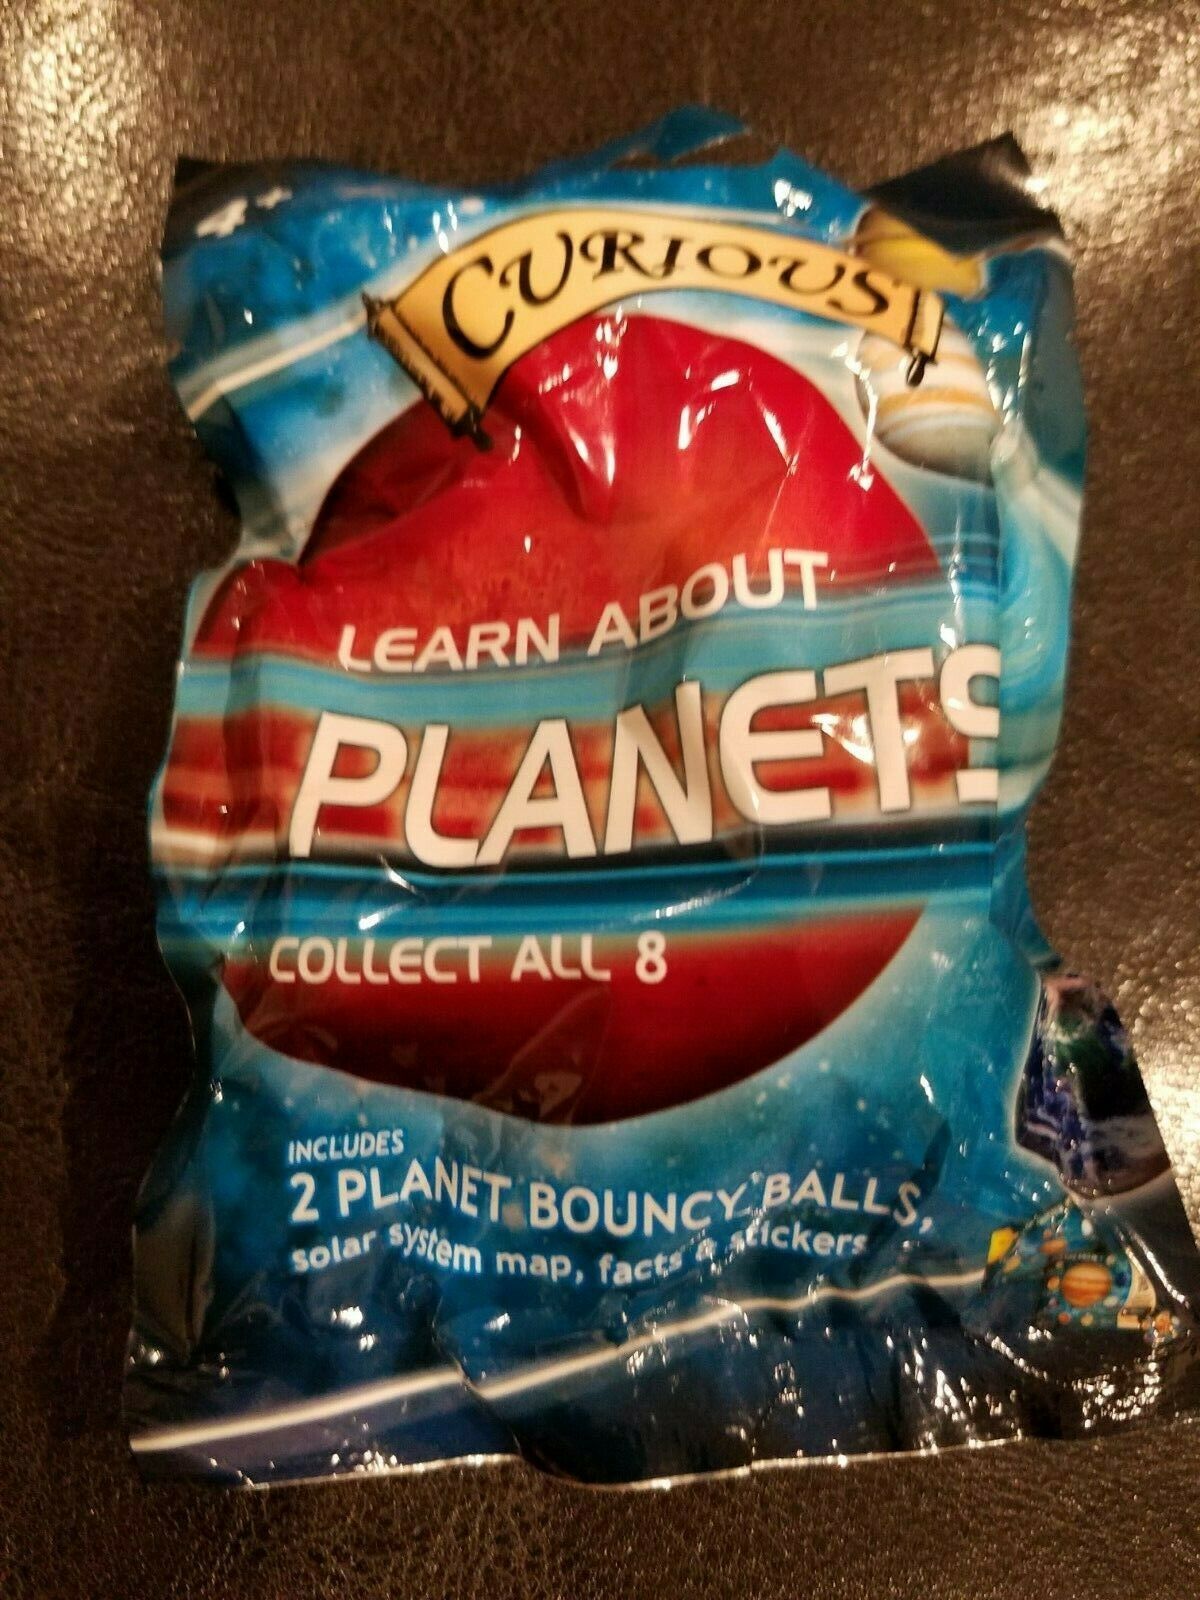 4+
CURIOUS
LEARN ABOUT
PLANETS
COLLECT ALL 8
INCLUDES
2 PLANET BOUNCY BALLS,
solar system map, facts & stickers